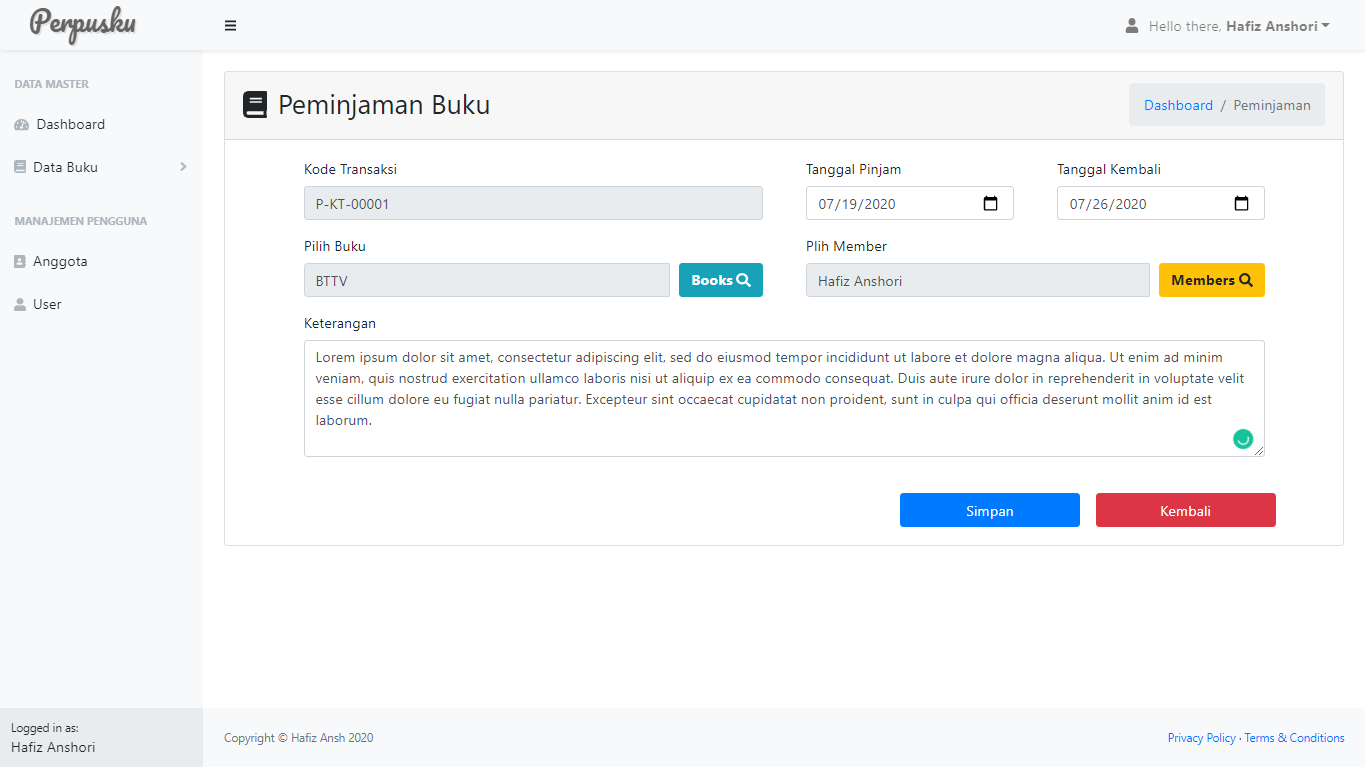 Perpusku
Hello there, Hafiz Anshori
DATA MASTER
Dashboard
Data Buku
MANAJEMEN PENGGUNA
Anggota
User
Logged in as:
Hafiz Anshori
Peminjaman Buku
Dashboard / Peminjaman
Kode Transaksi
P-KT-00001
Tanggal Pinjam
07/19/2020
Tanggal Kembali
07/26/2020
Pilih Buku
BTTV
Books
Plih Member
Hafiz Anshori
Members
Keterangan
Lorem ipsum dolor sit amet, consectetur adipiscing elit, sed do eiusmod tempor incididunt ut labore et dolore magna aliqua. Ut enim ad minim
veniam, quis nostrud exercitation ullamco laboris nisi ut aliquip ex ea commodo consequat. Duis aute irure dolor in reprehenderit in voluptate velit
esse cillum dolore eu fugiat nulla pariatur. Excepteur sint occaecat cupidatat non proident, sunt in culpa qui officia deserunt mollit anim id est
laborum.
Simpan
Kembali
Copyright © Hafiz Ansh 2020
Privacy Policy · Terms & Conditions